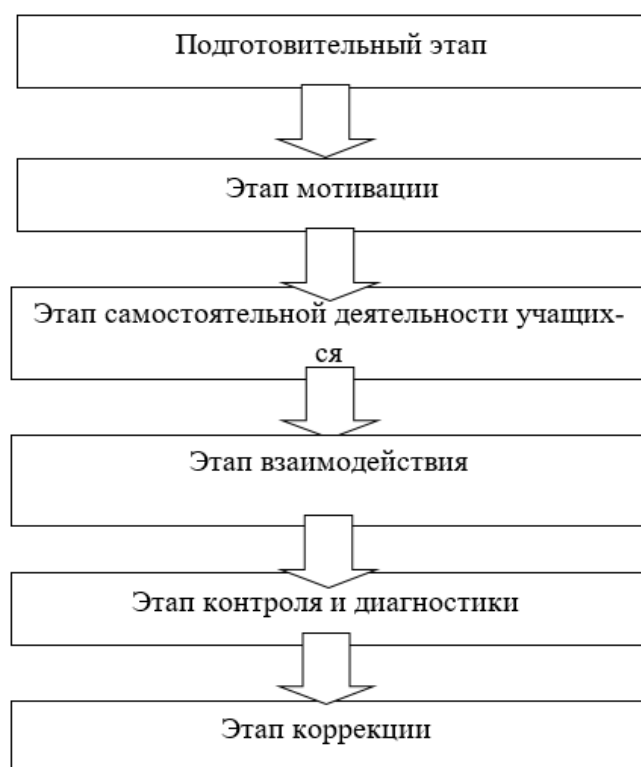 Подготовительный этап
Этап мотивации
Этап самостоятельной деятельности учащих-
ся
Этап взаимодействия
Этап контроля и диагностики
Этап коррекции